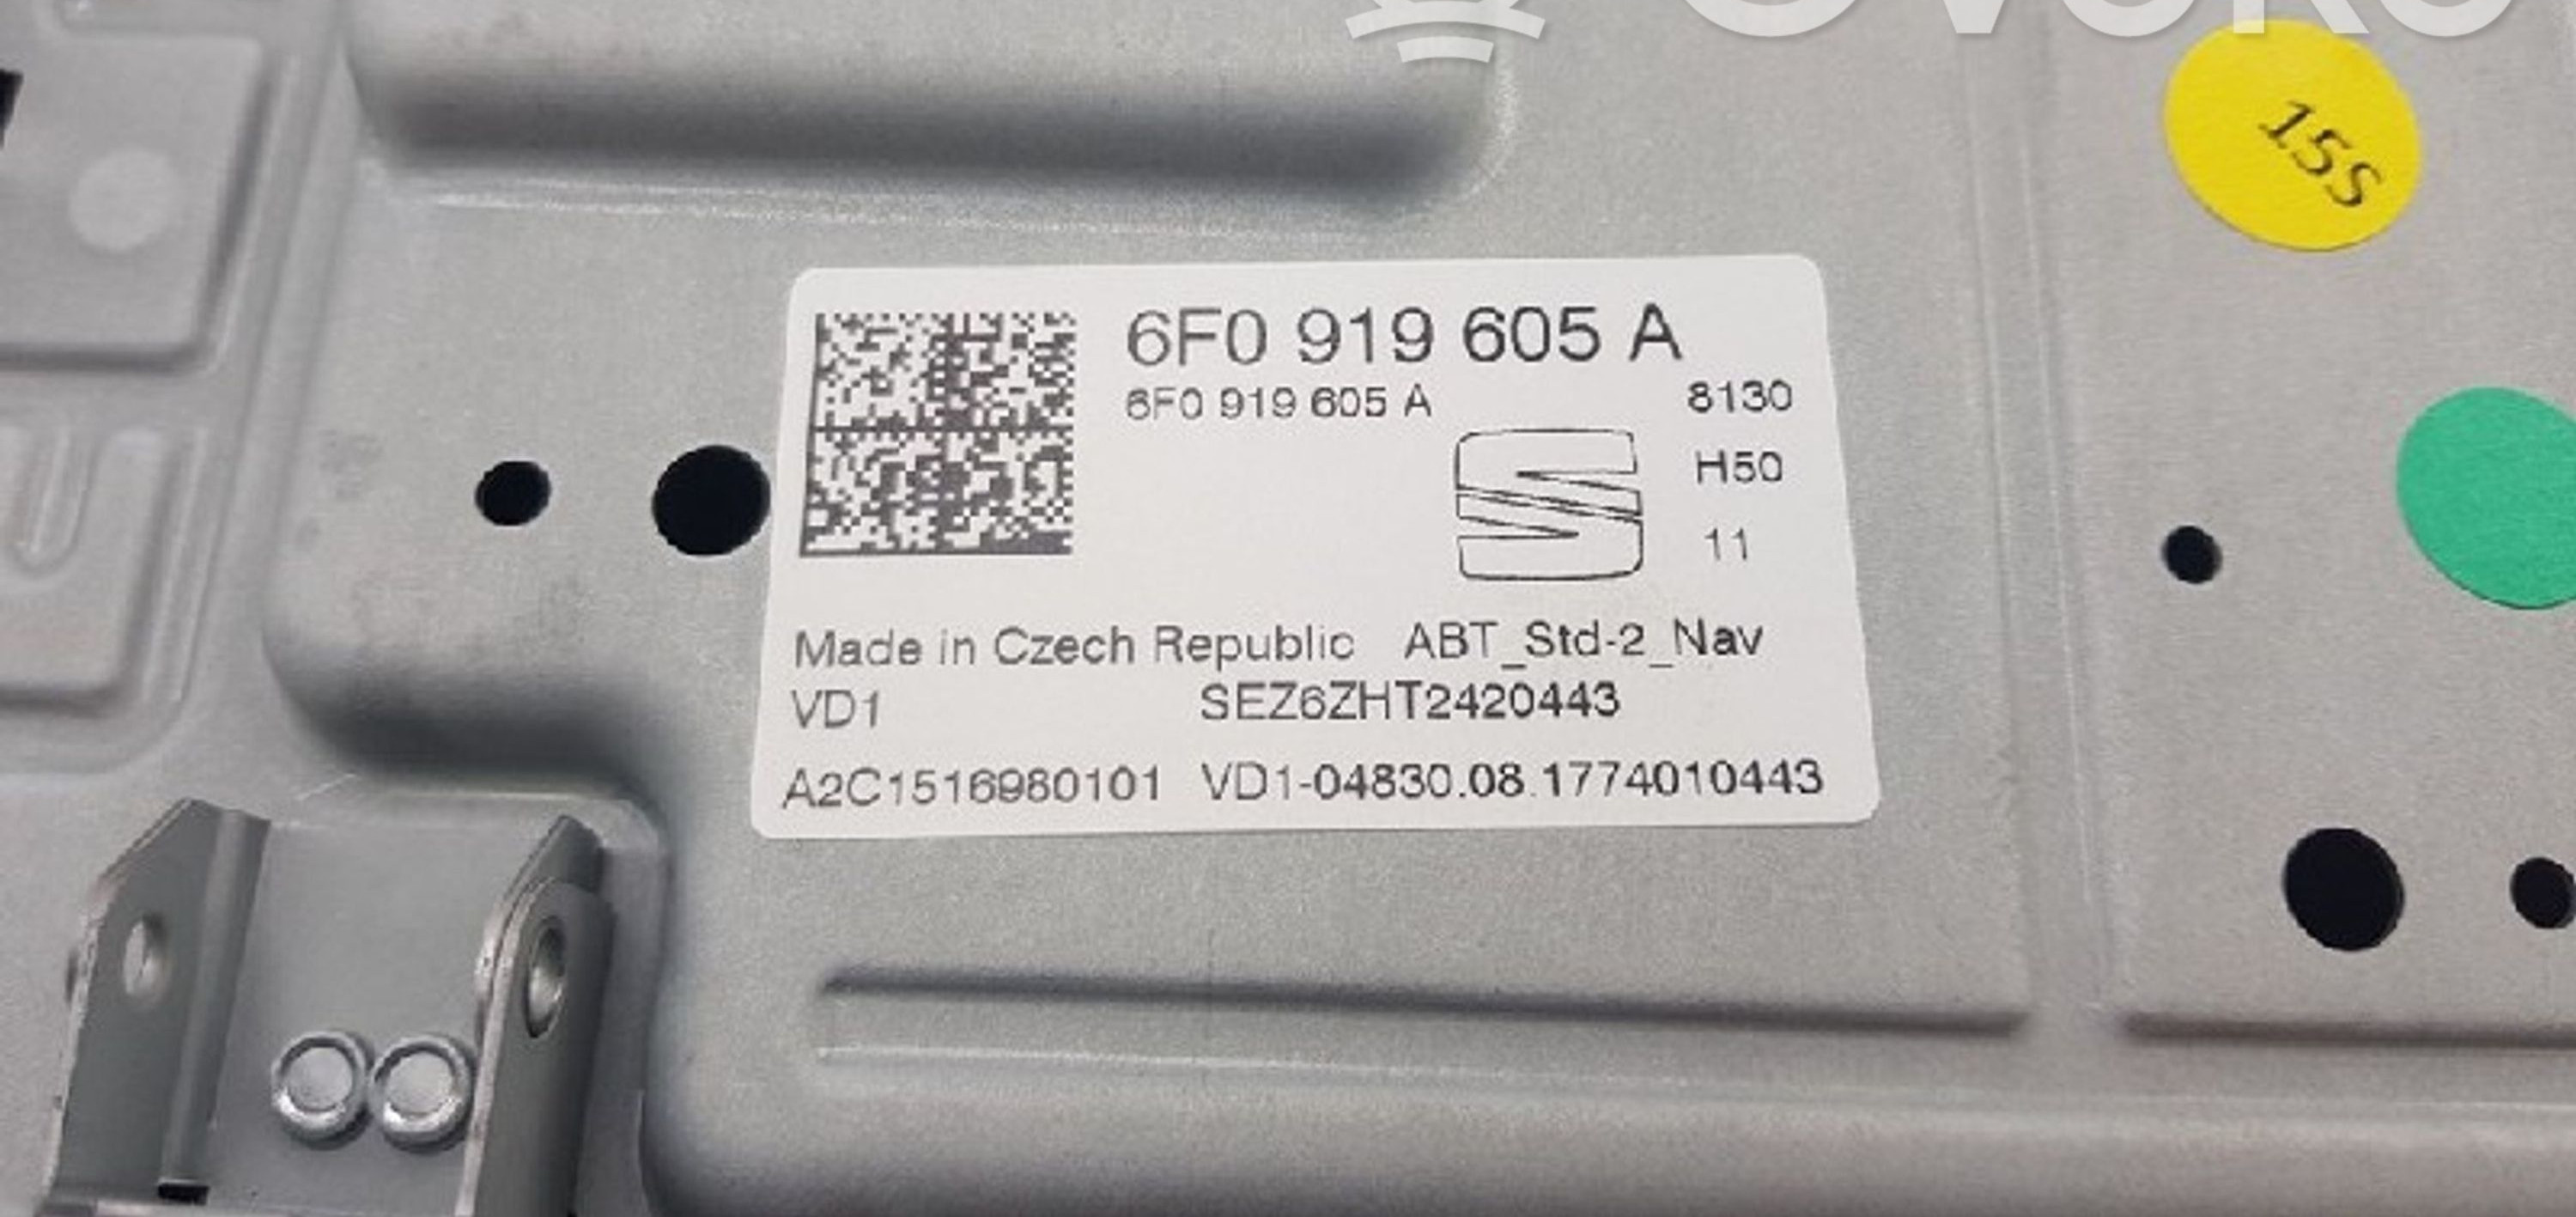 15S
6F0 919 605 A
6F0 919 605 A
8130
H50
11
Made in Czech Republic ABT_Std-2_Nav
VD1 SEZ6ZHT2420443
A2C1516980101 VD1-04830.08.1774010443